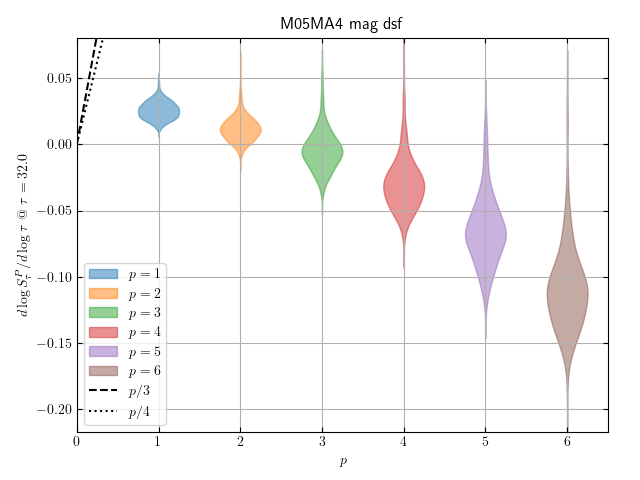 M05MA4 mag dsf
d log S_τ^P / d log τ @ τ = 32.0
0.05
0.00
−0.05
−0.10
−0.15
−0.20
p = 1
p = 2
p = 3
p = 4
p = 5
p = 6
p/3
p/4
0 1 2 3 4 5 6
p